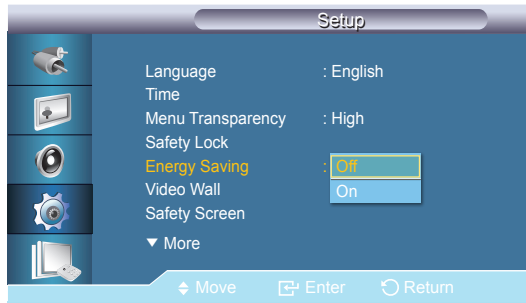 Setup
Language : English
Time
Menu Transparency : High
Safety Lock
Energy Saving : Off
Video Wall On
Safety Screen
▼ More
Move Enter Return